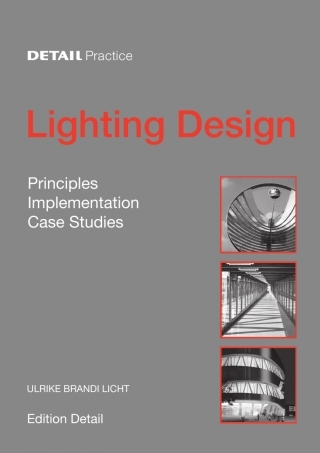 DETAIL Practice
Lighting Design
Principles
Implementation
Case Studies
ULRIKE BRANDI LICHT
Edition Detail